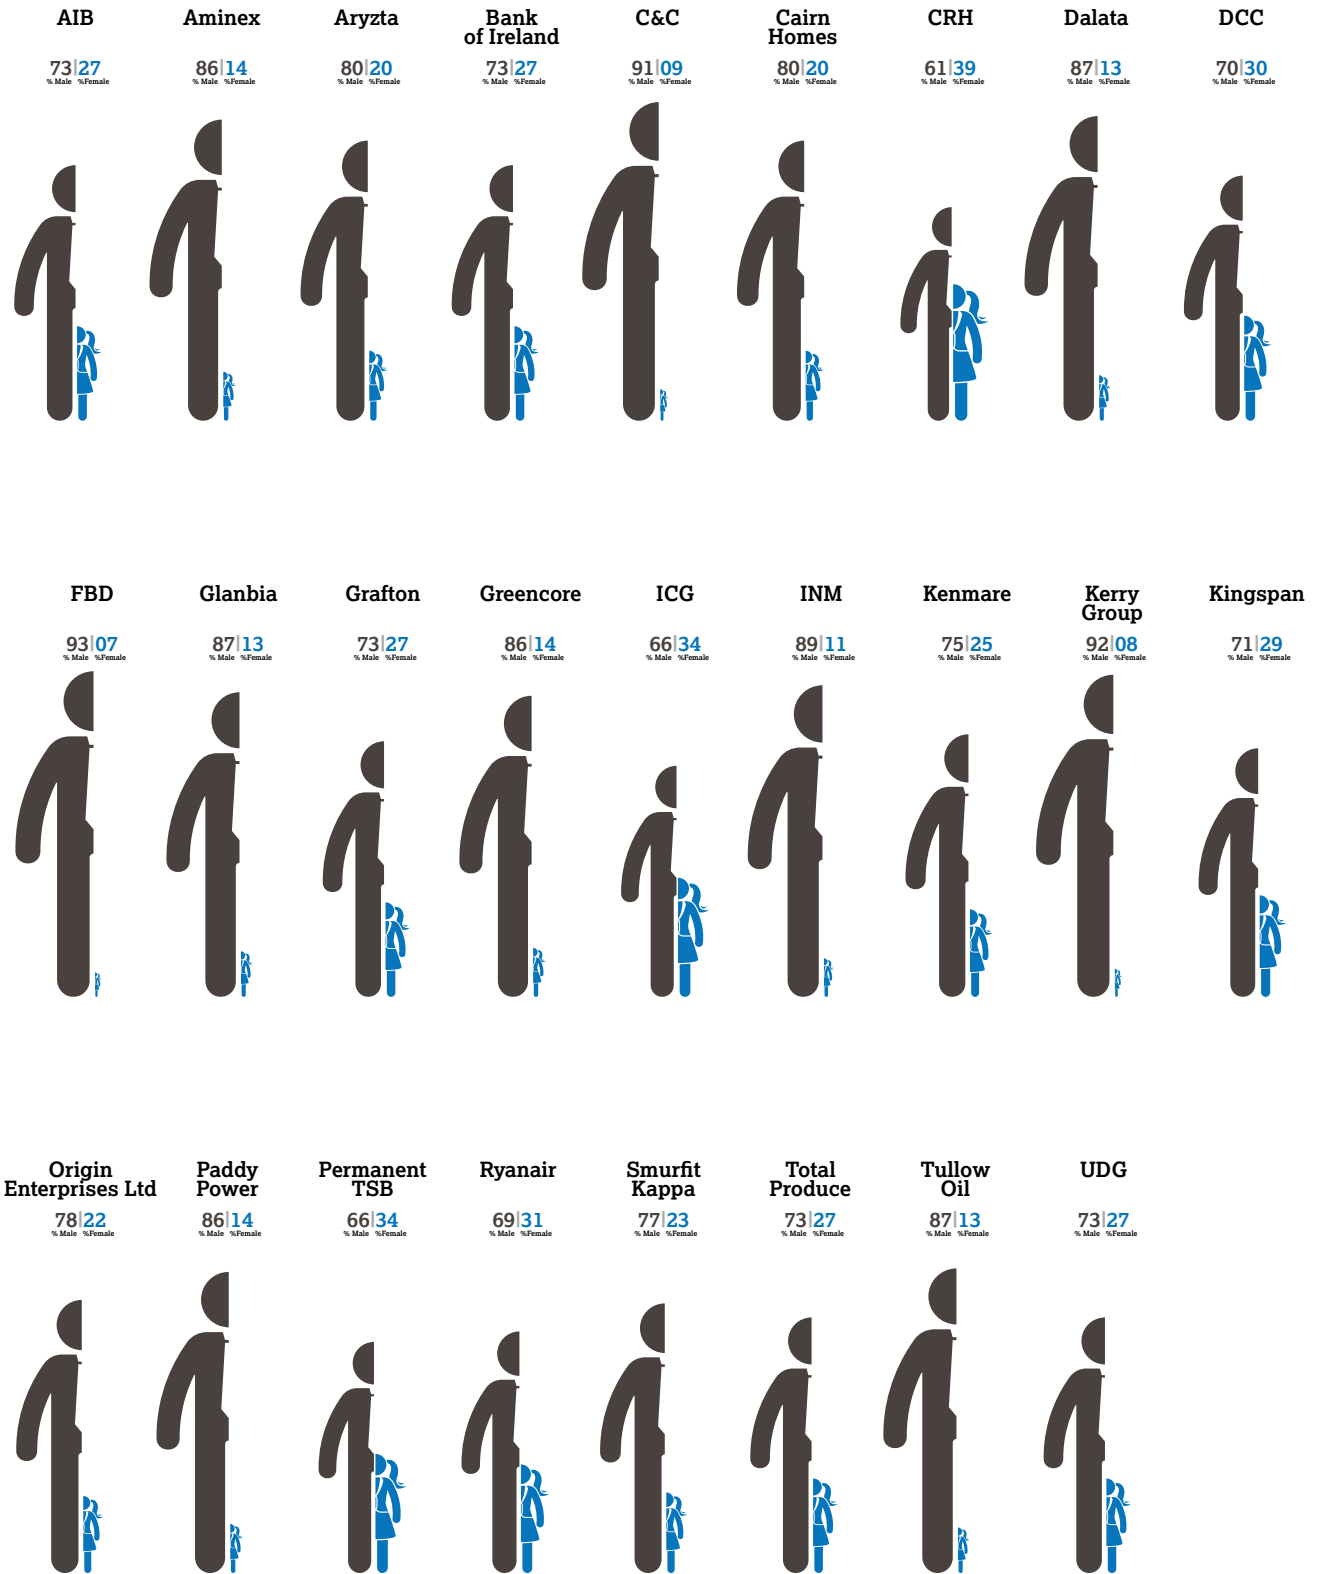 AIB
Aminex
Aryzta
Bank
of Ireland
C&C
Cairn
Homes
CRH
Dalata
DCC
73|27
% Male %Female
86|14
% Male %Female
80|20
% Male %Female
73|27
% Male %Female
91|09
% Male %Female
80|20
% Male %Female
61|39
% Male %Female
87|13
% Male %Female
70|30
% Male %Female
FBD
Glanbia
Grafton
Greencore
ICG
INM
Kenmare
Kerry
Group
Kingspan
93|07
% Male %Female
87|13
% Male %Female
73|27
% Male %Female
86|14
% Male %Female
66|34
% Male %Female
89|11
% Male %Female
75|25
% Male %Female
92|08
% Male %Female
71|29
% Male %Female
Origin
Enterprises Ltd
Paddy
Power
Permanent
TSB
Ryanair
Smurfit
Kappa
Total
Produce
Tullow
Oil
UDG
78|22
% Male %Female
86|14
% Male %Female
66|34
% Male %Female
69|31
% Male %Female
77|23
% Male %Female
73|27
% Male %Female
87|13
% Male %Female
73|27
% Male %Female